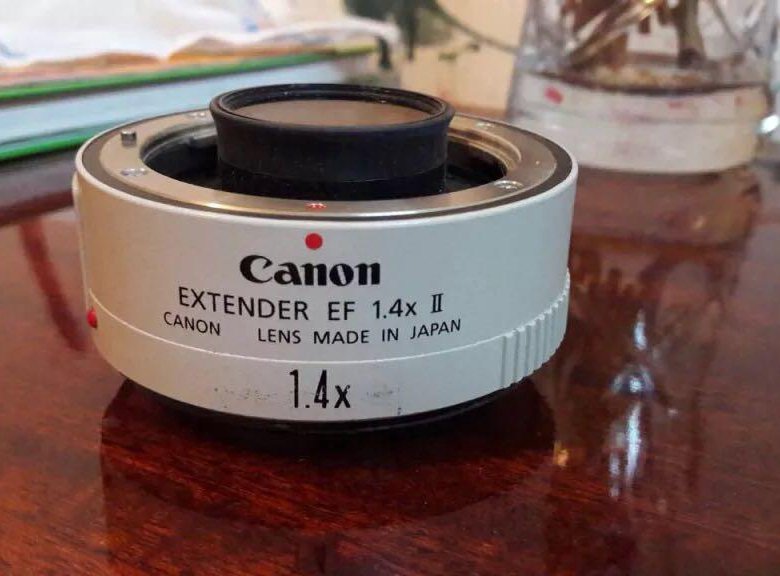 Canon
EXTENDER EF 1.4x II
CANON LENS MADE IN JAPAN
1.4x